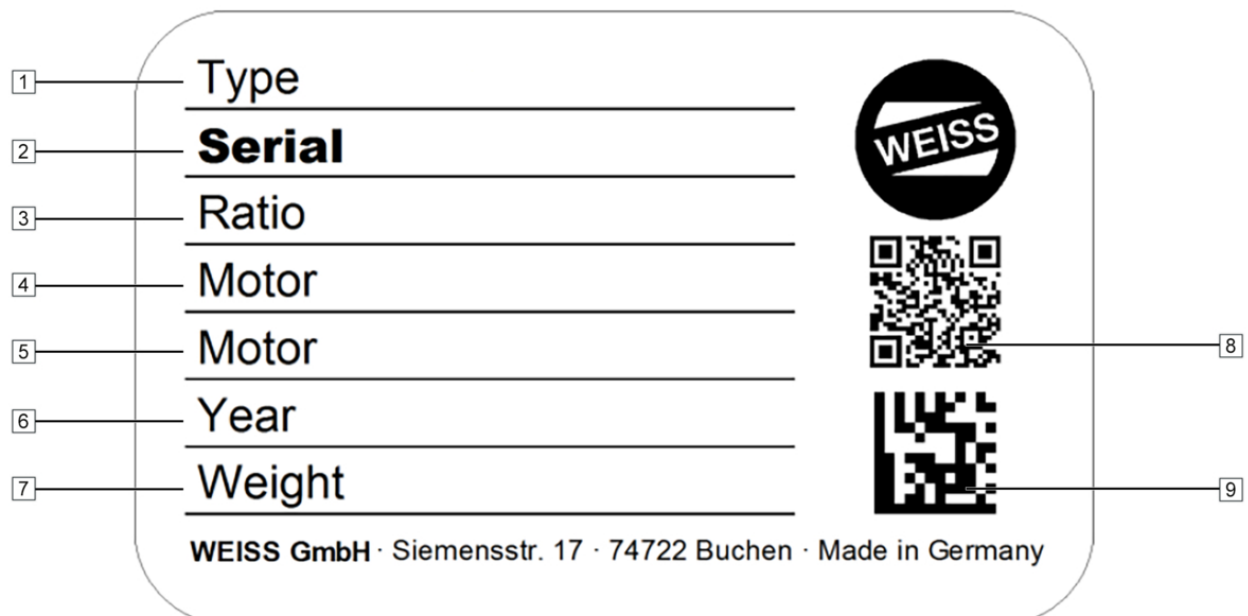 1 Type
2 Serial
3 Ratio
4 Motor
5 Motor
6 Year
7 Weight
WEISS
8
9
WEISS GmbH · Siemensstr. 17 · 74722 Buchen · Made in Germany